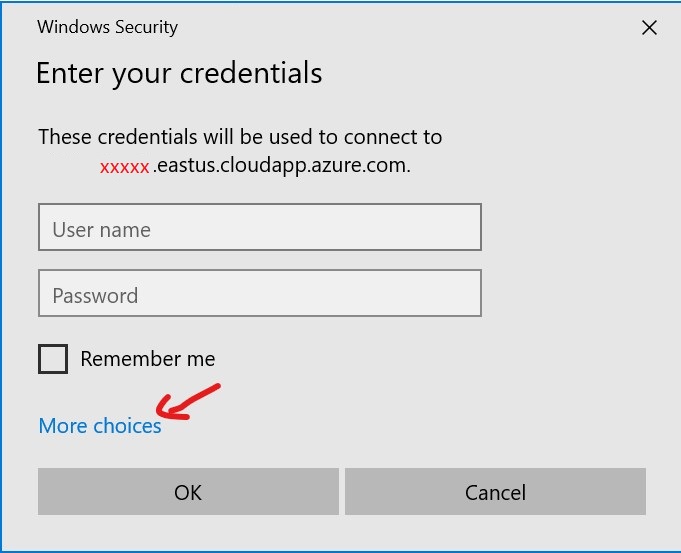 Windows Security
Enter your credentials
These credentials will be used to connect to
xxxxx .eastus.cloudapp.azure.com.
User name
Password
Remember me
More choices
OK
Cancel